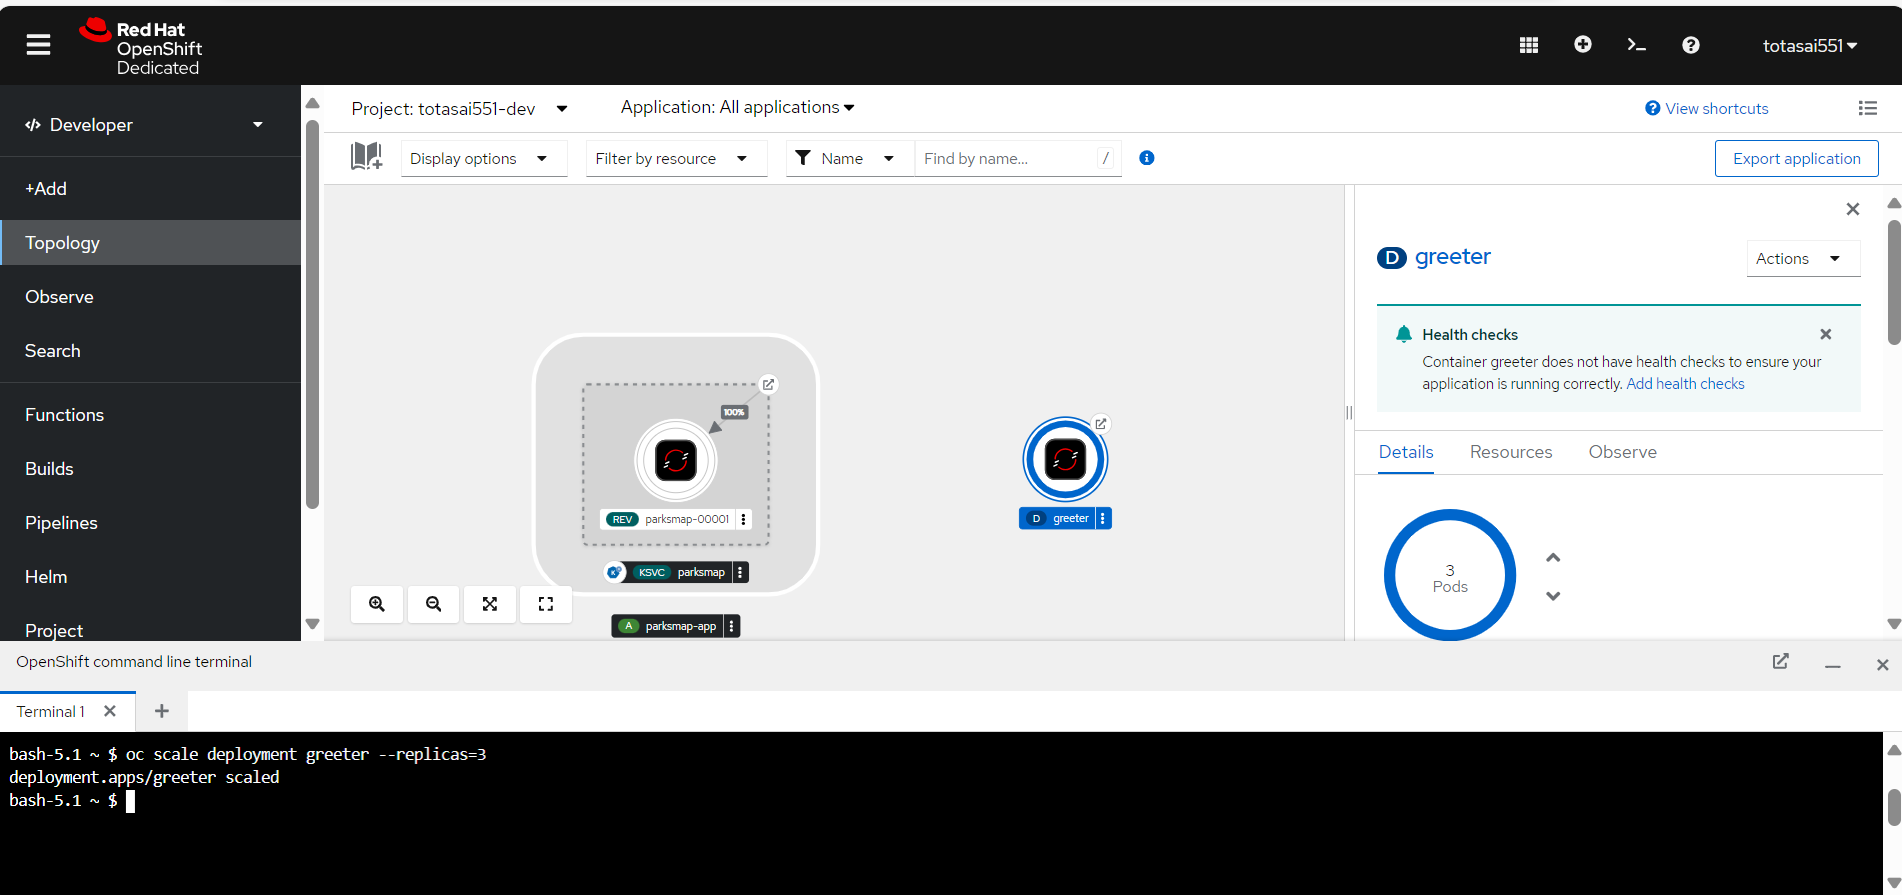 Red Hat
OpenShift
Dedicated
totasai551
Developer
+Add
Topology
Observe
Search
Functions
Builds
Pipelines
Helm
Project
Project: totasai551-dev
Application: All applications
View shortcuts
Display options
Filter by resource
Name
Find by name...
/
Export application
100%
REV parksmap-00001
KSVC parksmap
A parksmap-app
D greeter
D greeter
Actions
Health checks
Container greeter does not have health checks to ensure your
application is running correctly. Add health checks
Details Resources Observe
3
Pods
OpenShift command line terminal
Terminal 1
bash-5.1 ~ $ oc scale deployment greeter --replicas=3
deployment.apps/greeter scaled
bash-5.1 ~ $